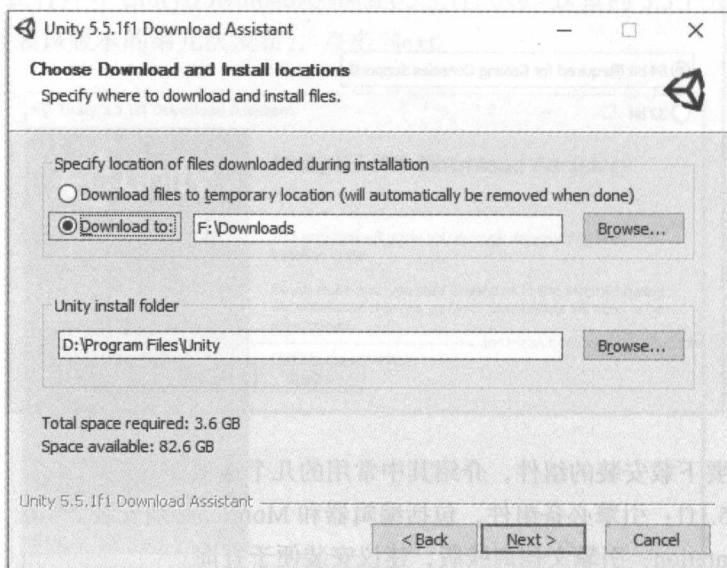 Unity 5.5.1f1 Download Assistant
Choose Download and Install locations
Specify where to download and install files.
Specify location of files downloaded during installation
Download files to temporary location (will automatically be removed when done)
Download to:
F:\Downloads
Browse...
Unity install folder
D:\Program Files\Unity
Browse...
Total space required: 3.6 GB
Space available: 82.6 GB
Unity 5.5.1f1 Download Assistant
< Back
Next >
Cancel